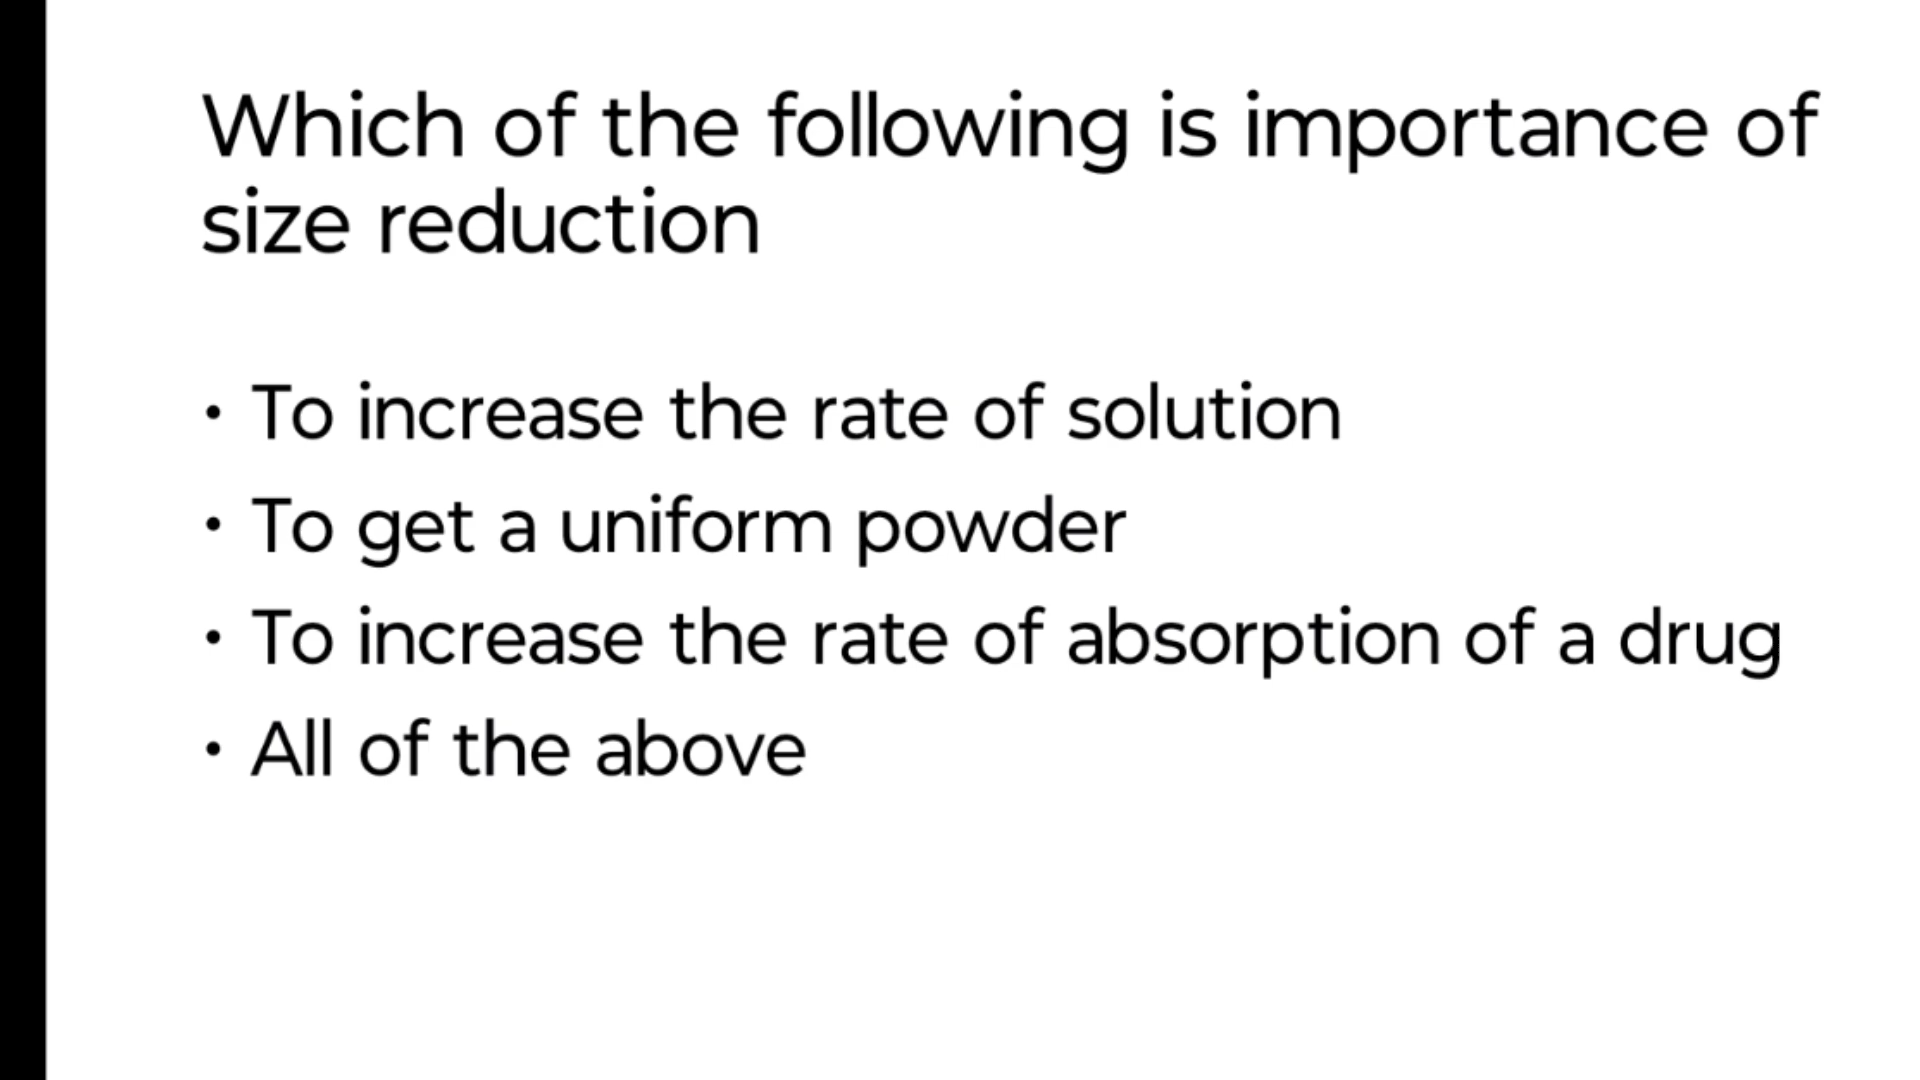 Which of the following is importance of
size reduction
• To increase the rate of solution
• To get a uniform powder
• To increase the rate of absorption of a drug
• All of the above